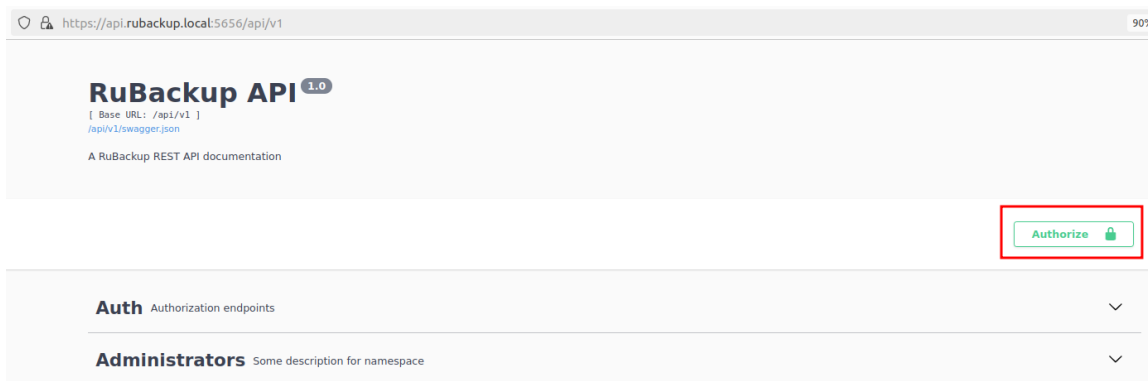 https://api.rubackup.local:5656/api/v1
RuBackup API 1.0
[ Base URL: /api/v1 ]
/api/v1/swagger.json
A RuBackup REST API documentation
Authorize
Auth Authorization endpoints
Administrators Some description for namespace